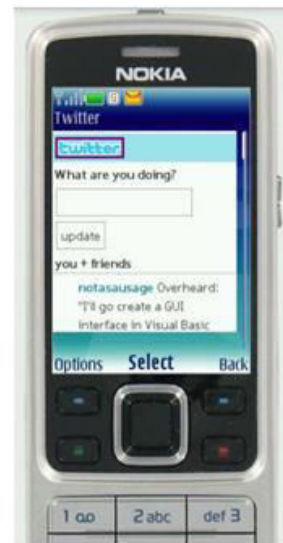 NOKIA
Twitter
twitter
What are you doing?
update
you + friends
notasausage Overheard:
"I'll go create a GUI
interface in Visual Basic
Options Select Back
1 2 abc def 3